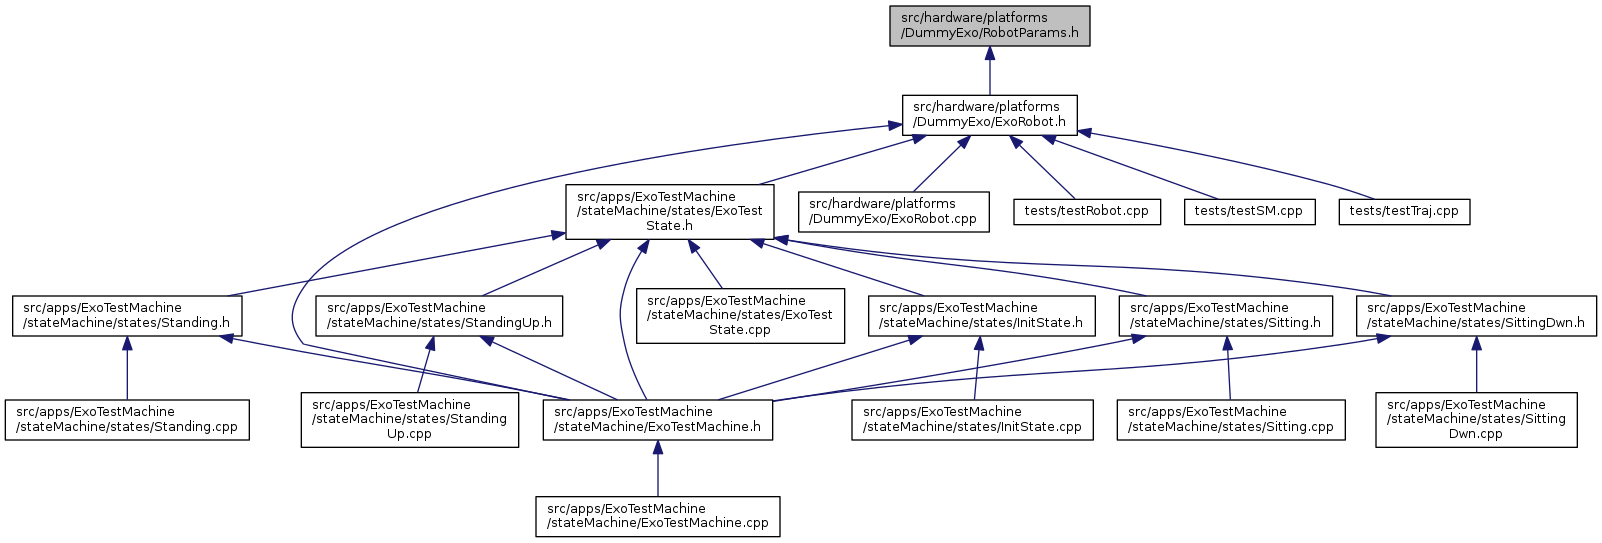 src/hardware/platforms
/DummyExo/RobotParams.h
src/hardware/platforms
/DummyExo/ExoRobot.h
src/apps/ExoTestMachine
/stateMachine/states/ExoTest
State.h
src/hardware/platforms
/DummyExo/ExoRobot.cpp
tests/testRobot.cpp
tests/testSM.cpp
tests/testTraj.cpp
src/apps/ExoTestMachine
/stateMachine/states/Standing.h
src/apps/ExoTestMachine
/stateMachine/states/StandingUp.h
src/apps/ExoTestMachine
/stateMachine/states/ExoTest
State.cpp
src/apps/ExoTestMachine
/stateMachine/states/InitState.h
src/apps/ExoTestMachine
/stateMachine/states/Sitting.h
src/apps/ExoTestMachine
/stateMachine/states/SittingDwn.h
src/apps/ExoTestMachine
/stateMachine/states/Standing.cpp
src/apps/ExoTestMachine
/stateMachine/states/Standing
Up.cpp
src/apps/ExoTestMachine
/stateMachine/ExoTestMachine.h
src/apps/ExoTestMachine
/stateMachine/states/InitState.cpp
src/apps/ExoTestMachine
/stateMachine/states/Sitting.cpp
src/apps/ExoTestMachine
/stateMachine/states/Sitting
Dwn.cpp
src/apps/ExoTestMachine
/stateMachine/ExoTestMachine.cpp